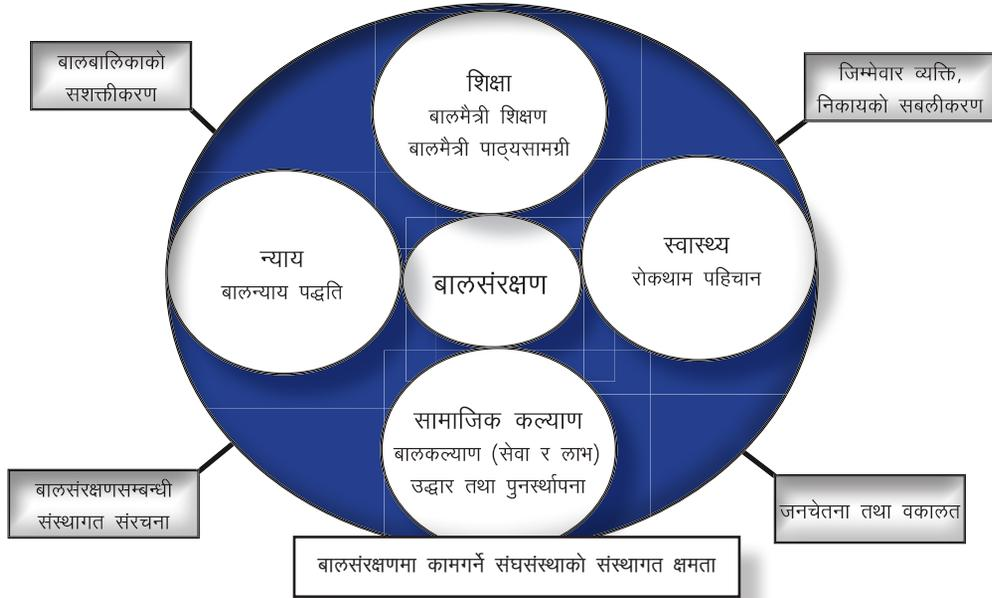 बालबालिकाको
सशक्तीकरण
जिम्मेवार व्यक्ति,
निकायको सबलीकरण
शिक्षा
बालमैत्री शिक्षण
बालमैत्री पाठ्यसामग्री
न्याय
बालन्याय पद्धति
बालसंरक्षण
स्वास्थ्य
रोकथाम पहिचान
सामाजिक कल्याण
बालकल्याण (सेवा र लाभ)
उद्धार तथा पुनर्स्थापना
बालसंरक्षणसम्बन्धी
संस्थागत संरचना
जनचेतना तथा वकालत
बालसंरक्षणमा कामगर्ने संघसंस्थाको संस्थागत क्षमता